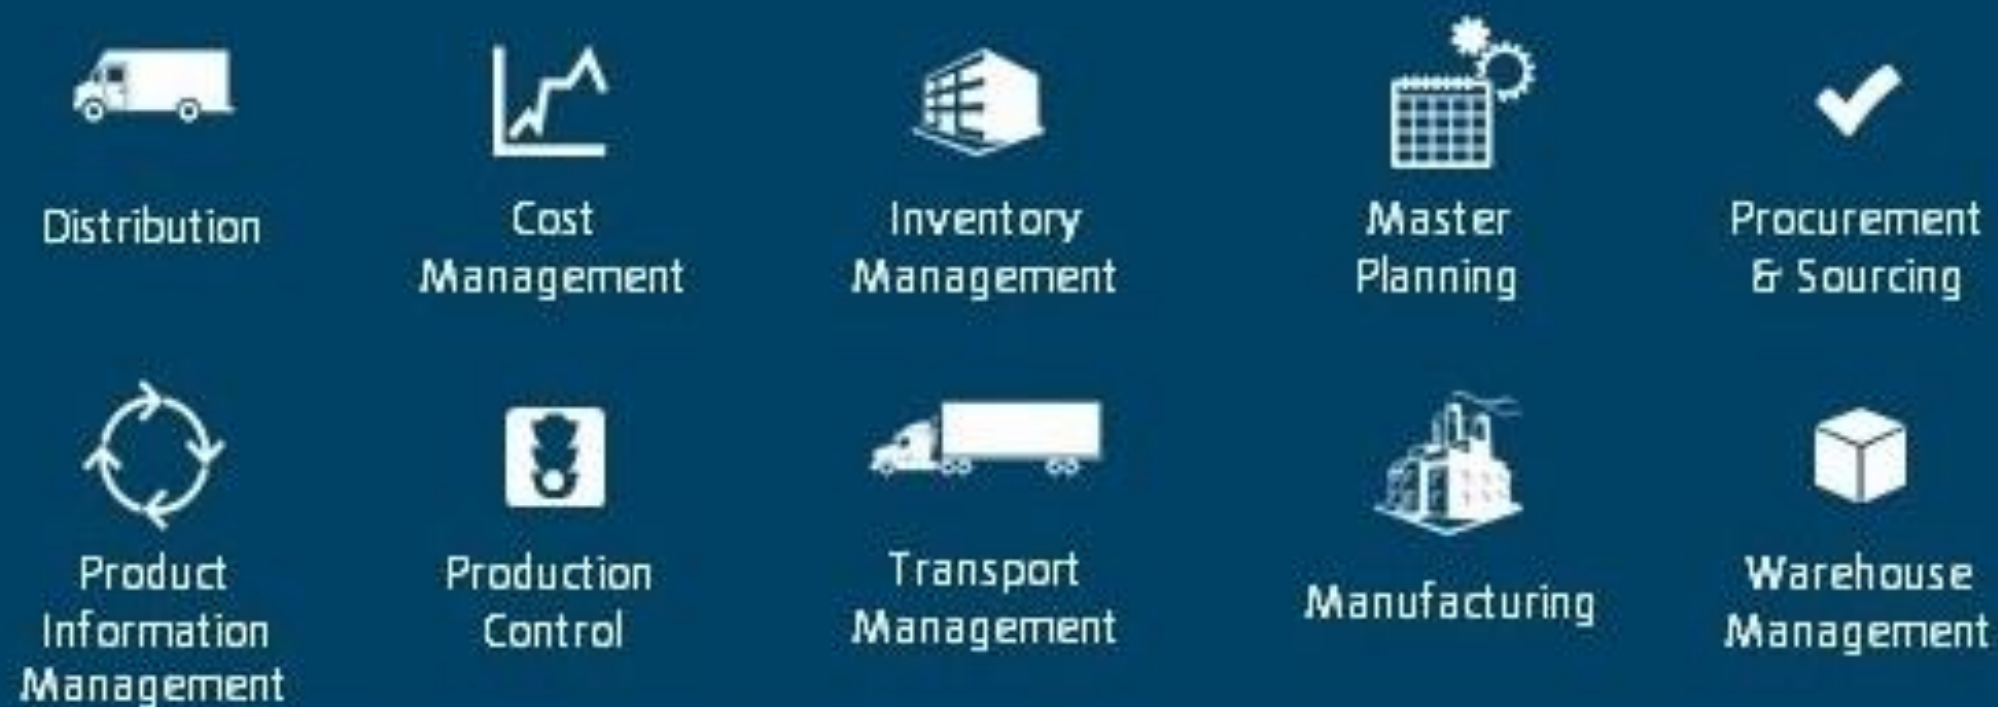 Distribution
Cost
Management
Inventory
Management
Master
Planning
Procurement
& Sourcing
Product
Information
Management
Production
Control
Transport
Management
Manufacturing
Warehouse
Management